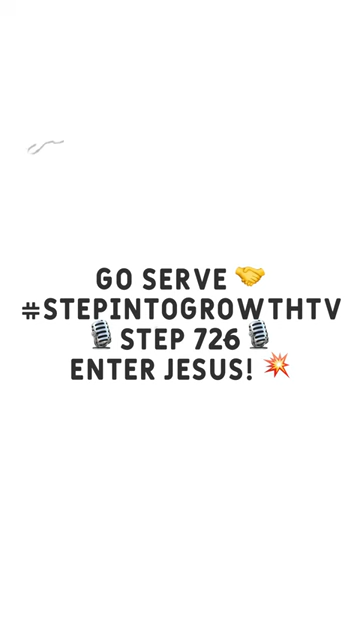 GO SERVE 🤝
#STEPINTOGROWTHTV
🎙️ STEP 726 🎙️
ENTER JESUS! 💥